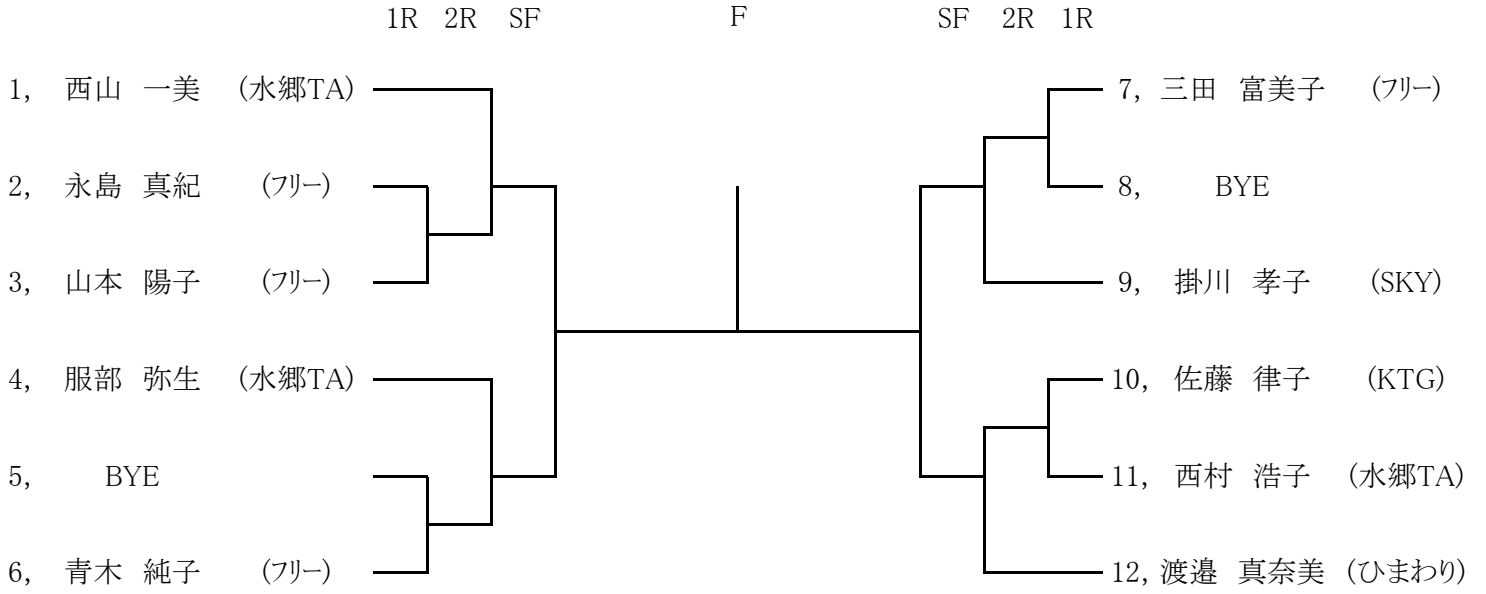 1R 2R SF F SF 2R 1R
1, 西山 一美 (水郷TA) 7, 三田 富美子 (フリー)
2, 永島 真紀 (フリー) 8, BYE
3, 山本 陽子 (フリー) 9, 掛川 孝子 (SKY)
4, 服部 弥生 (水郷TA) 10, 佐藤 律子 (KTG)
5, BYE 11, 西村 浩子 (水郷TA)
6, 青木 純子 (フリー) 12, 渡邉 真奈美 (ひまわり)